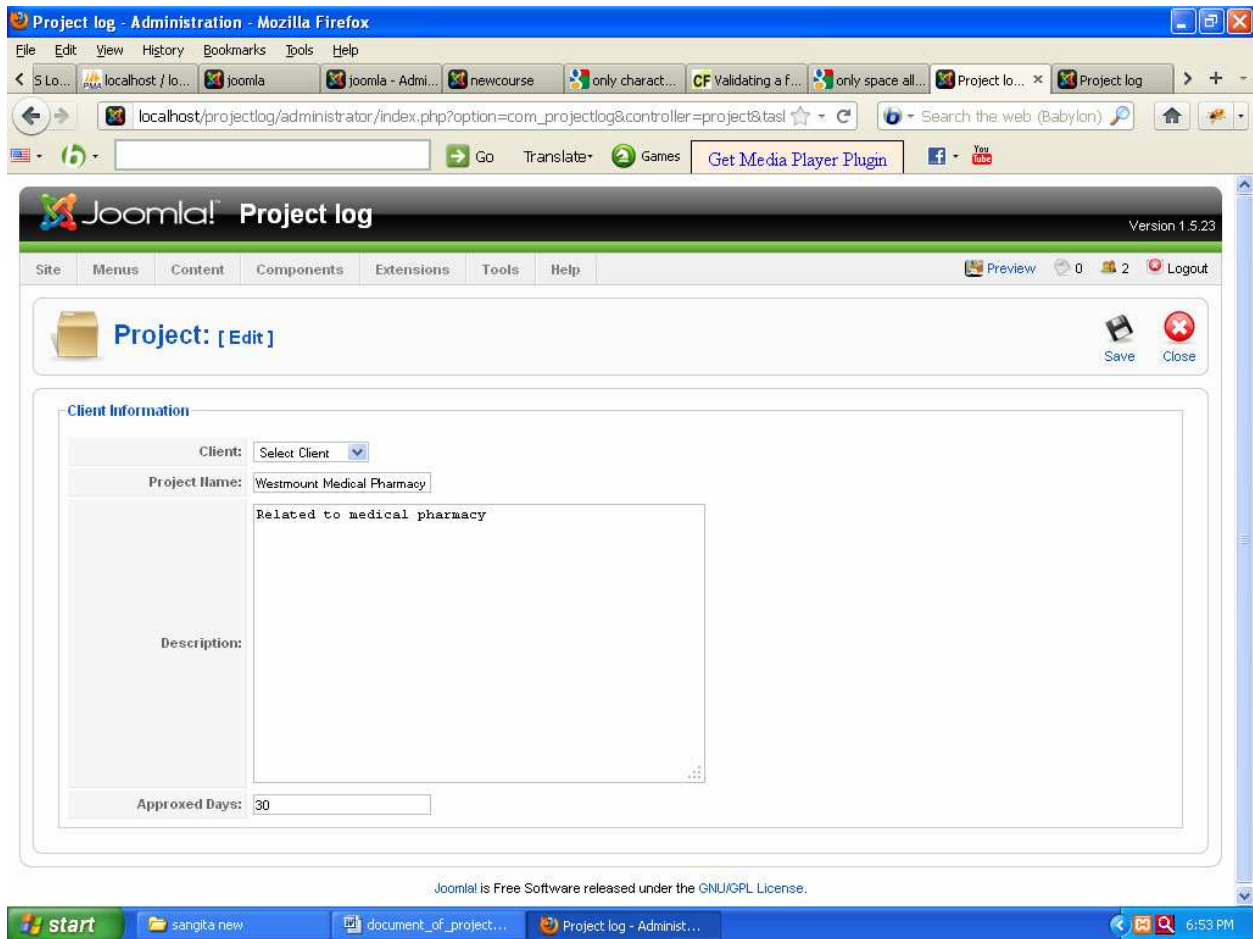 Project log - Administration - Mozilla Firefox
File Edit View History Bookmarks Tools Help
S Lo... localhost / lo... joomla joomla - Admi... newcourse only charact... CF Validating a f... only space all... Project lo... Project log
localhost/projectlog/administrator/index.php?option=com_projectlog&controller=project&tasl Search the web (Babylon)
Go Translate Games Get Media Player Plugin You Tube
Joomla! Project log
Version 1.5.23
Site Menus Content Components Extensions Tools Help Preview 0 2 Logout
Project: [ Edit ]
Save Close
Client Information
Client: Select Client
Project Name: Westmount Medical Pharmacy
Related to medical pharmacy
Description:
Approxed Days: 30
Joomla! is Free Software released under the GNU/GPL License.
start sangita new document_of_project... Project log - Administ... 6:53 PM